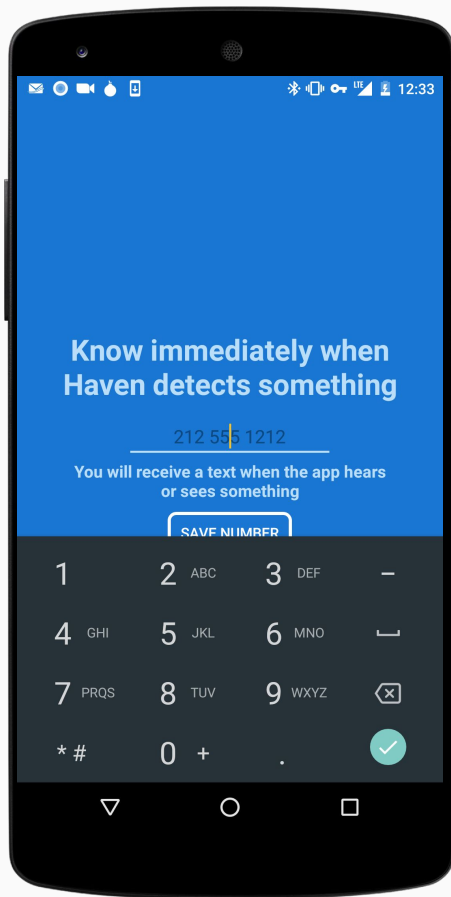 LTE 12:33
Know immediately when
Haven detects something
212 555 1212
You will receive a text when the app hears
or sees something
SAVE NUMBER
1 2 ABC 3 DEF –
4 GHI 5 JKL 6 MNO
7 PRQS 8 TUV 9 WXYZ
* # 0 + .